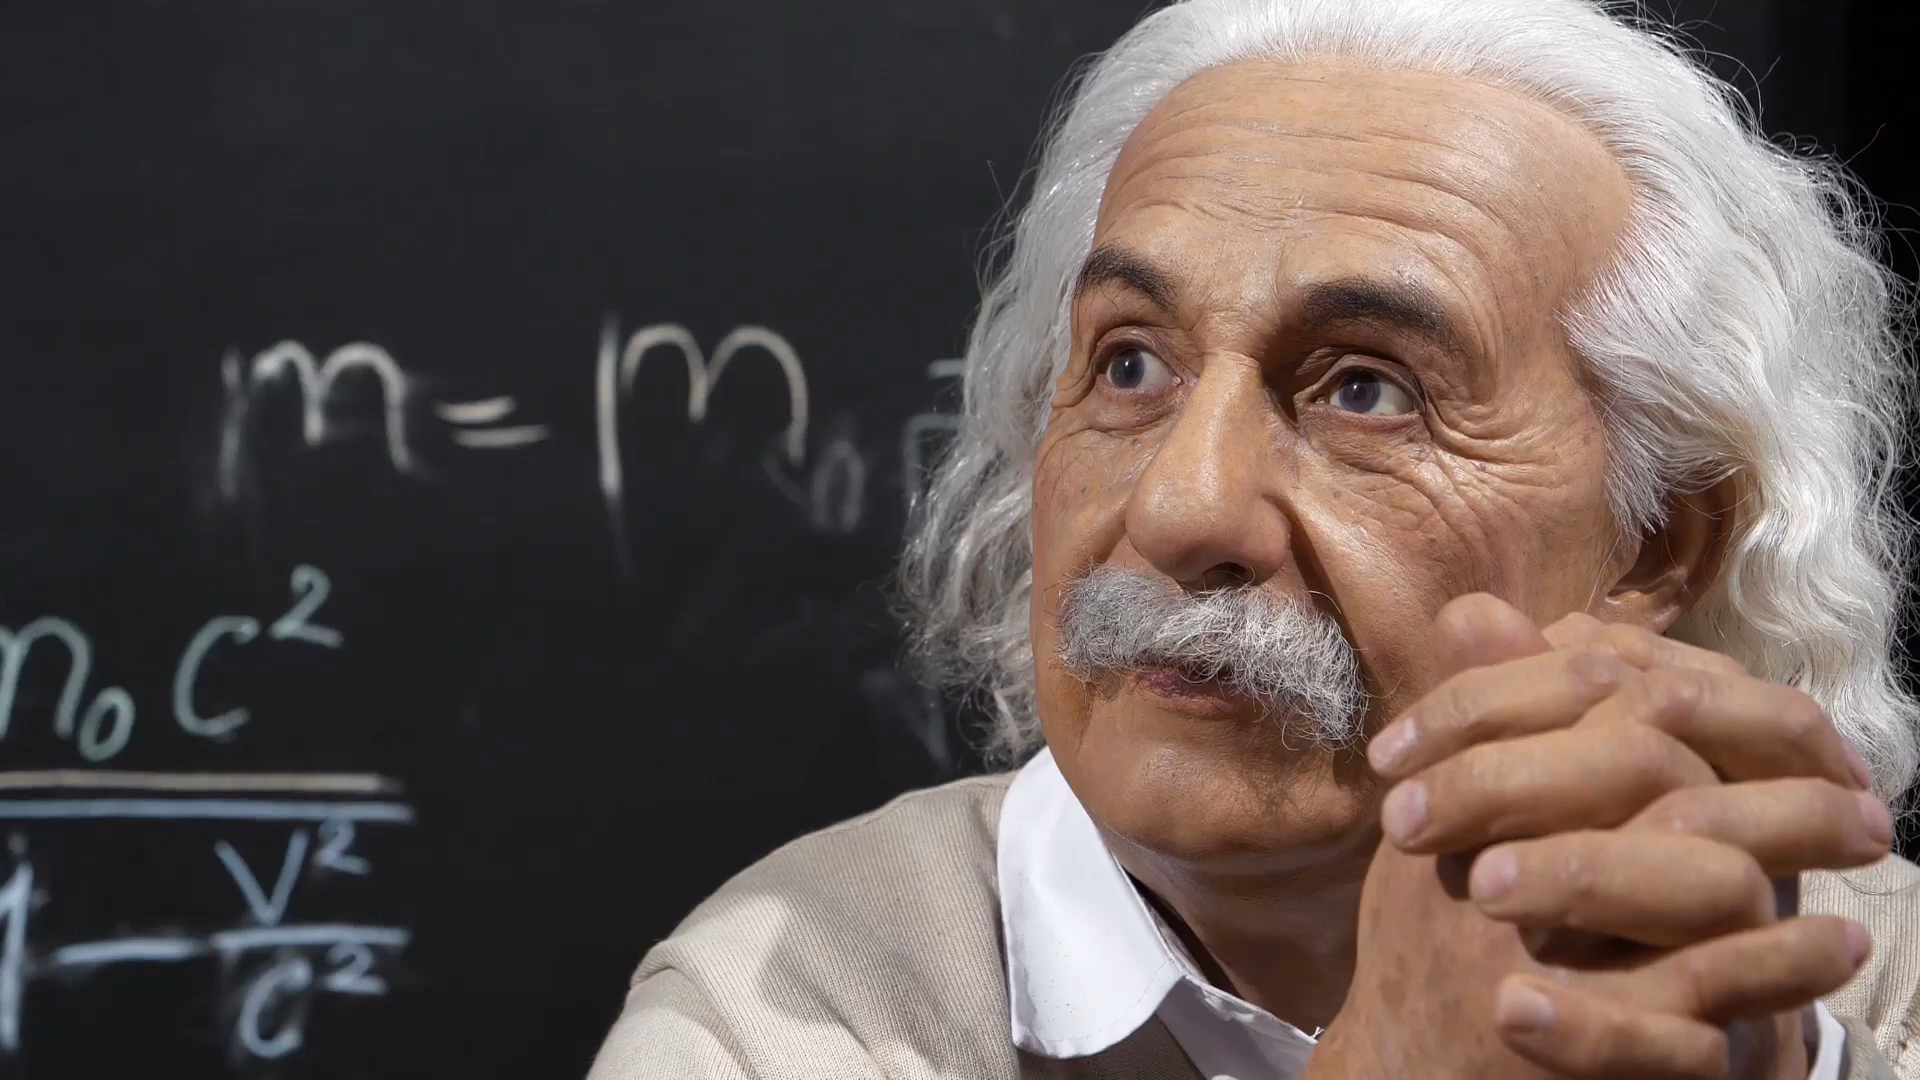 m = m₀
m₀c²
1 - v²
c²